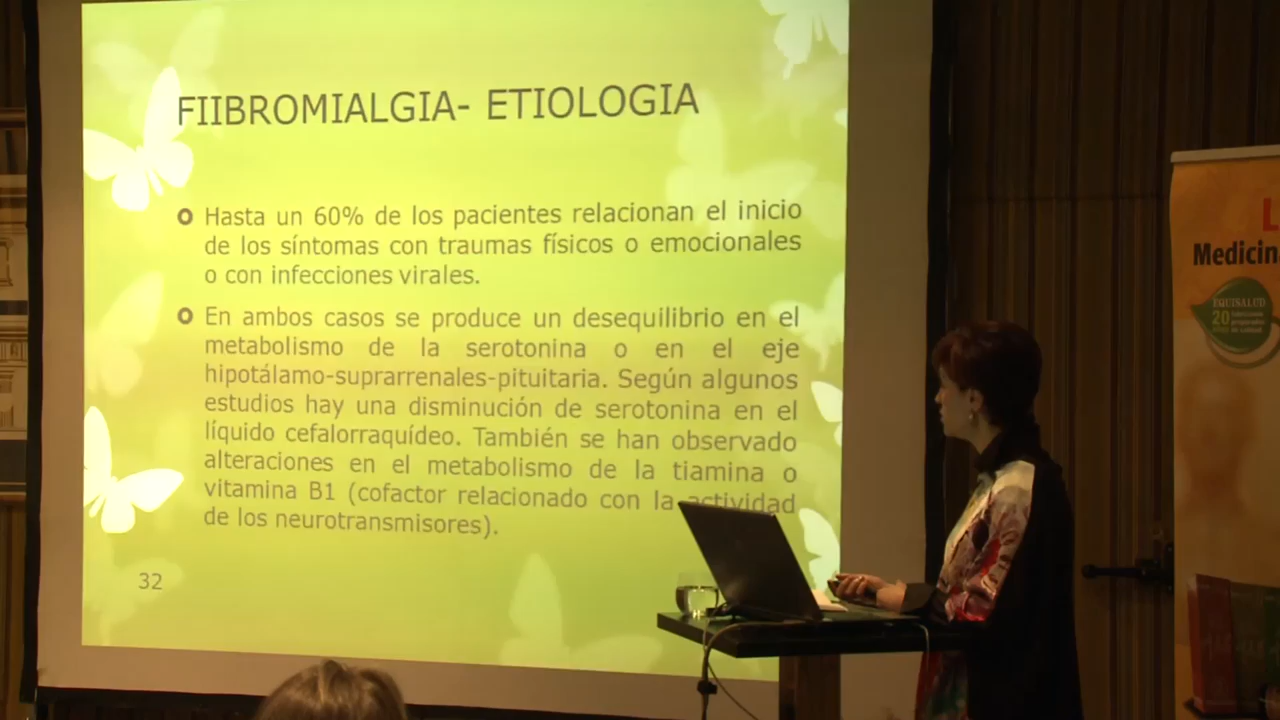 FIIBROMIALGIA- ETIOLOGIA
Hasta un 60% de los pacientes relacionan el inicio
de los síntomas con traumas físicos o emocionales
o con infecciones virales.
En ambos casos se produce un desequilibrio en el
metabolismo de la serotonina o en el eje
hipotálamo-suprarrenales-pituitaria. Según algunos
estudios hay una disminución de serotonina en el
líquido cefalorraquídeo. También se han observado
alteraciones en el metabolismo de la tiamina o
vitamina B1 (cofactor relacionado con la actividad
de los neurotransmisores).
32
L
Medicin
EQUISALUD
20